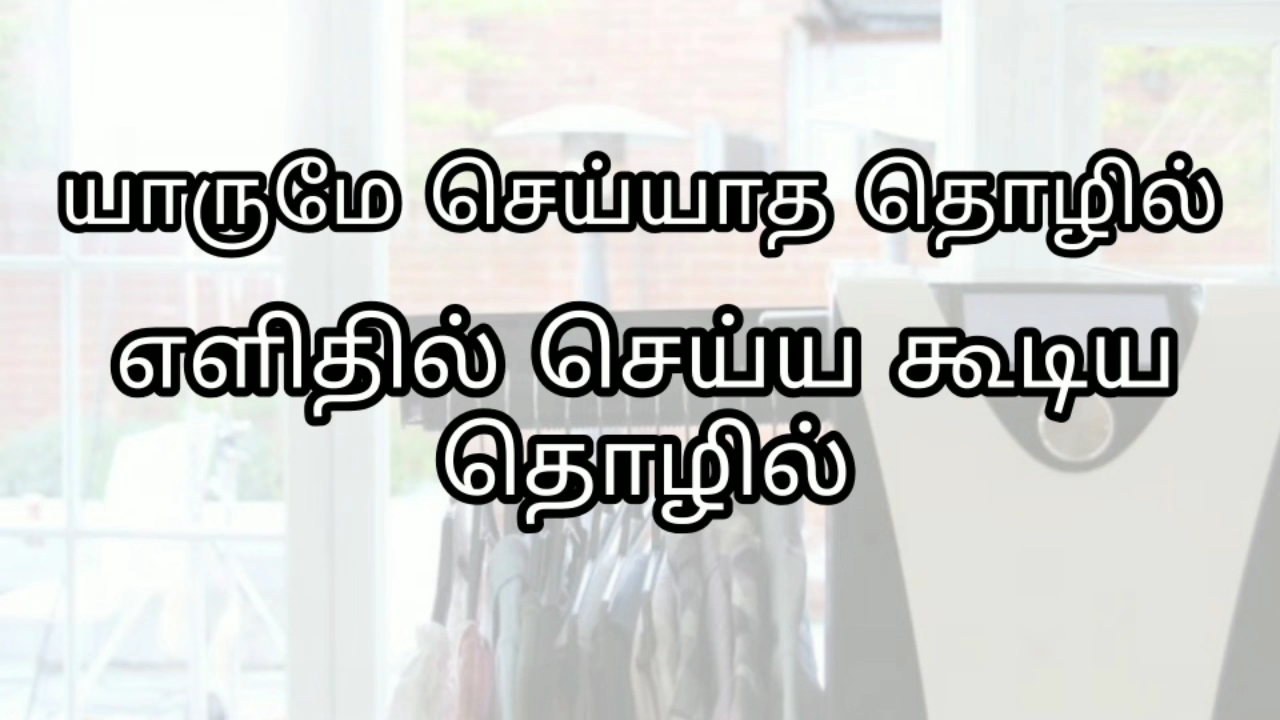 யாருமே செய்யாத தொழில்
எளிதில் செய்ய கூடிய
தொழில்